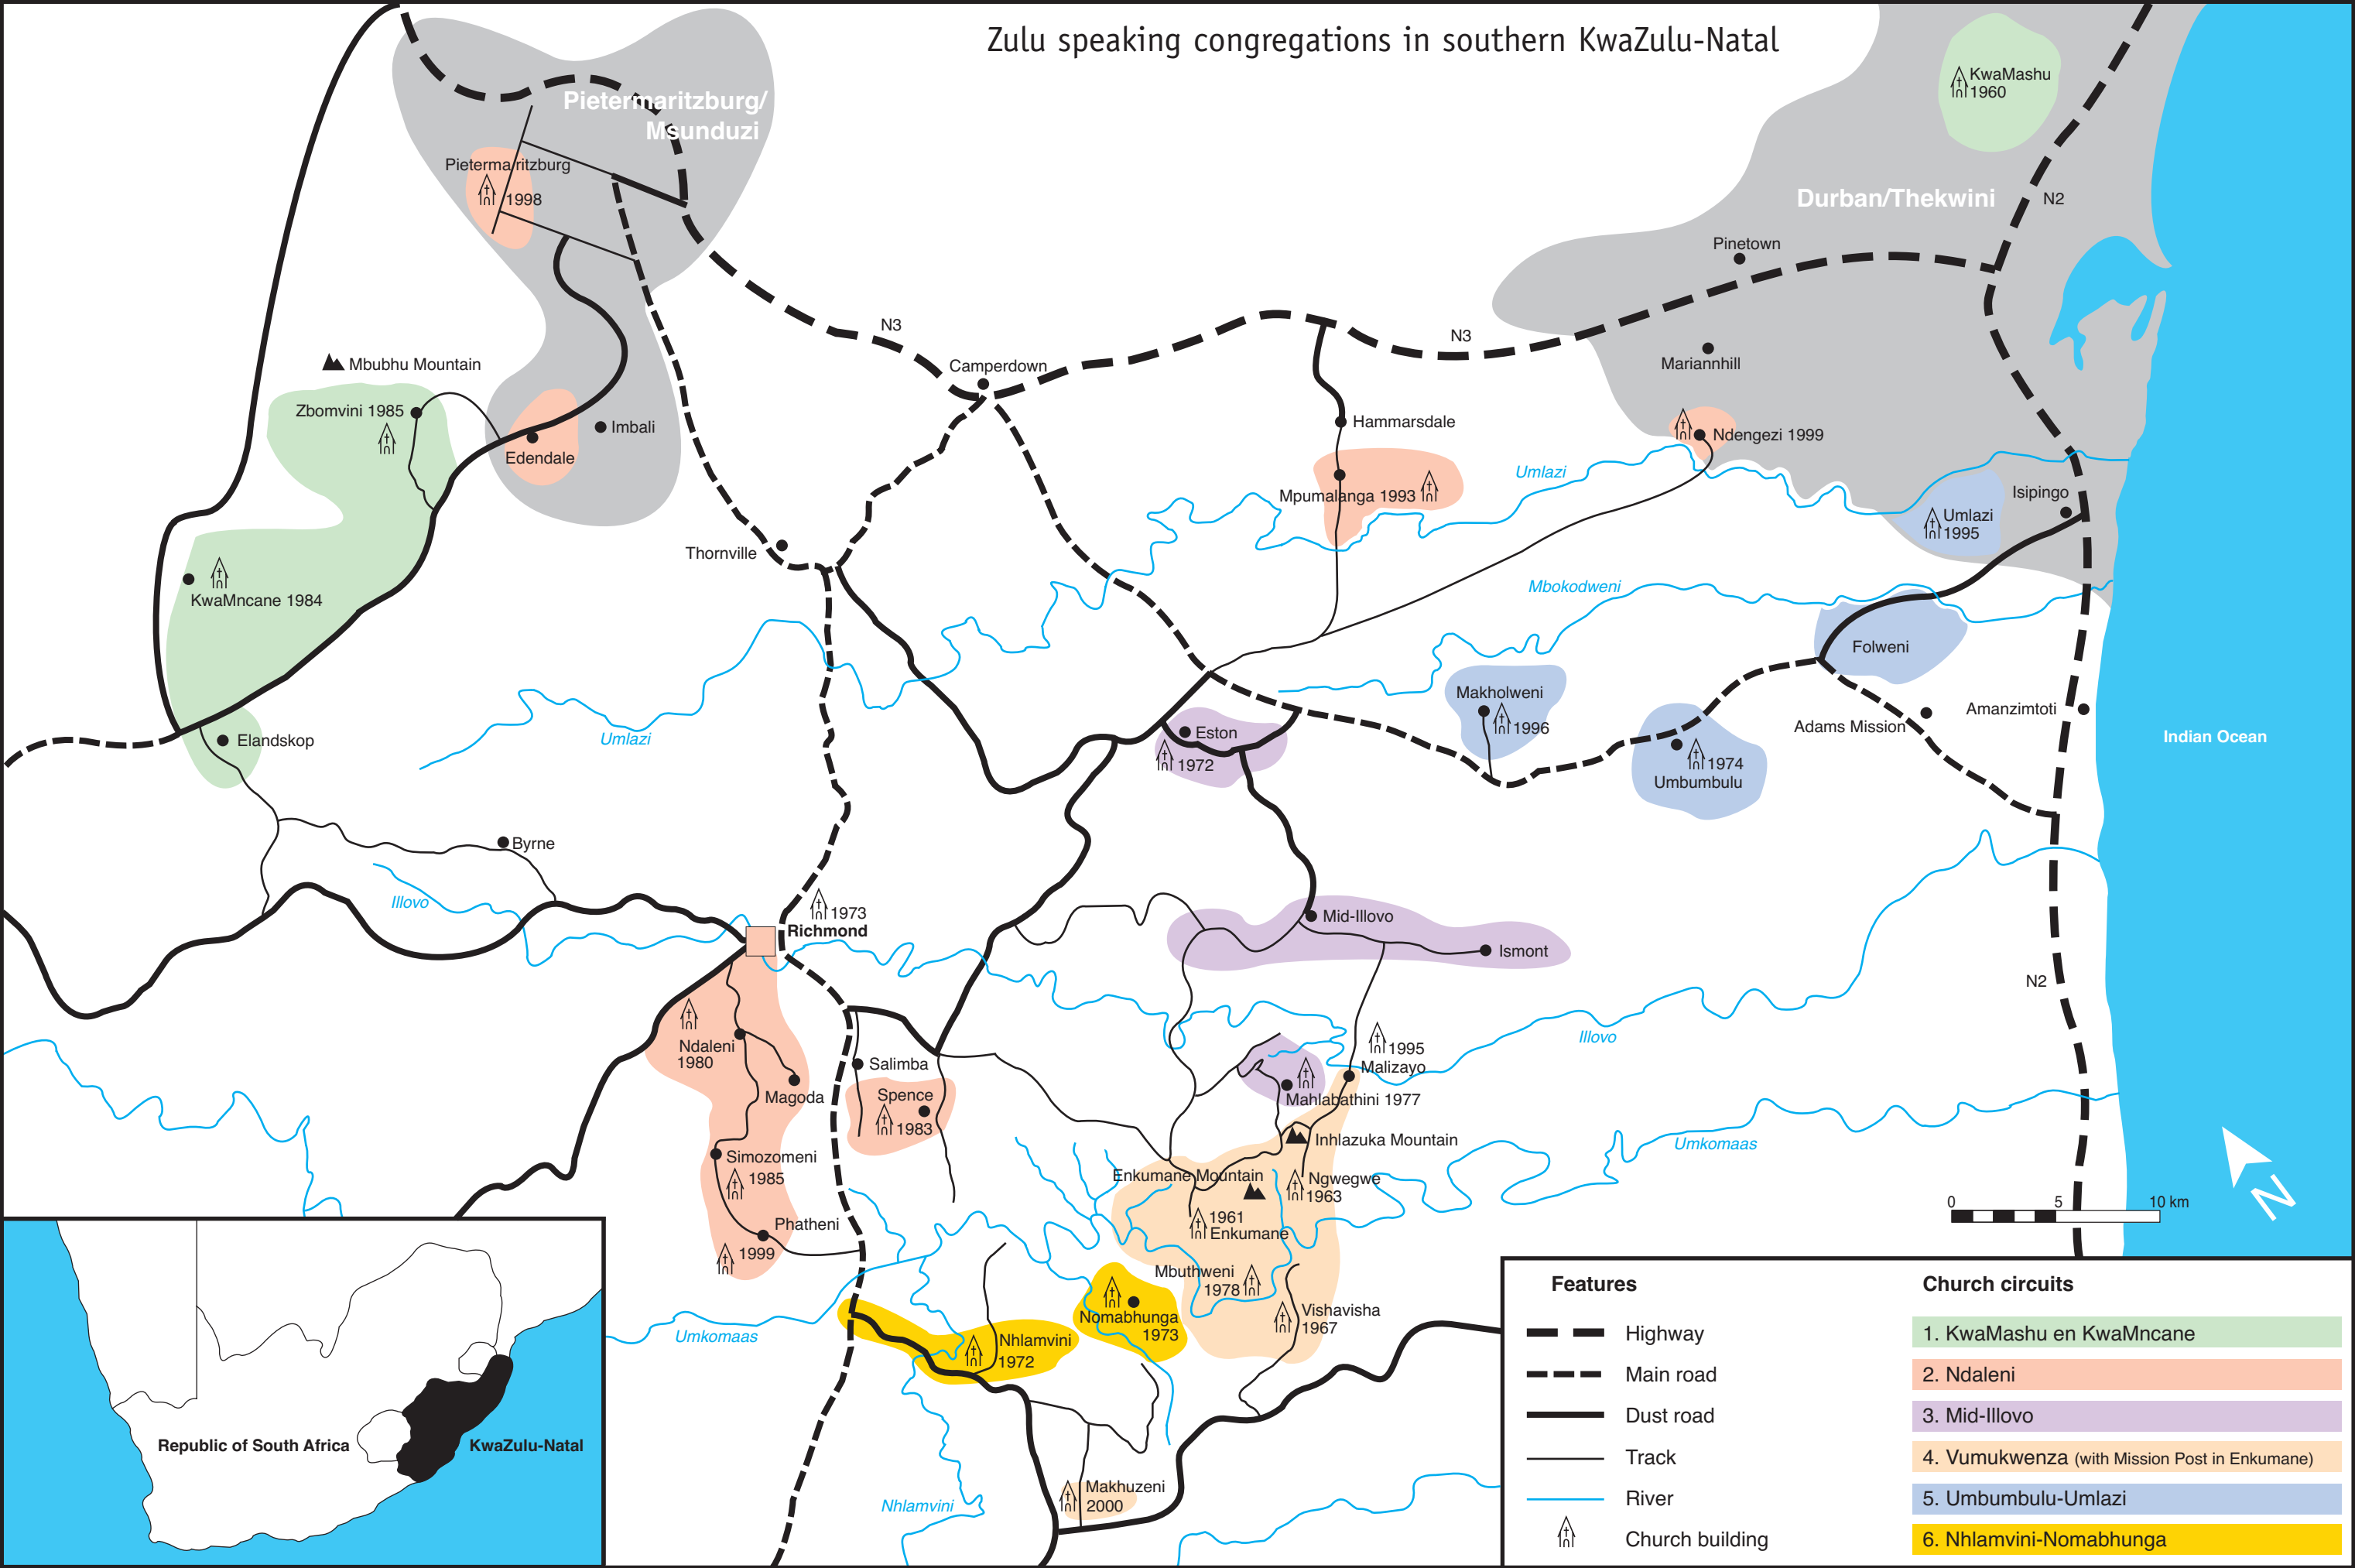 Zulu speaking congregations in southern KwaZulu-Natal
KwaMashu
1960
Pietermaritzburg/
Msunduzi
Pietermaritzburg
1998
N2
Durban/Thekwini
Pinetown
N3
N3
Mariannhill
Mbubhu Mountain
Camperdown
Zbomvini 1985
Imbali
Edendale
Hammarsdale
Ndengezi 1999
Umlazi
Mpumalanga 1993
Isipingo
Umlazi
1995
Thornville
KwaMncane 1984
Mbokodweni
Folweni
Makholweni
1996
Amanzimtoti
Adams Mission
Elandskop
Umlazi
Eston
1972
Indian Ocean
1974
Umbumbulu
Byrne
Illovo
1973
Richmond
Mid-Illovo
Ismont
N2
Illovo
Ndaleni
1980
Salimba
1995
Malizayo
Magoda
Spence
1983
Mahlabathini 1977
Inhlazuka Mountain
Umkomaas
Simozomeni
1985
Enkumane Mountain
Ngwegwe
1963
Phatheni
1999
1961
Enkumane
0 5 10 km
N
Mbuthweni
1978
Nomabhunga
1973
Vishavisha
1967
Umkomaas
Nhlamvini
1972
Makhuzeni
2000
Nhlamvini
Republic of South Africa
KwaZulu-Natal
Features
Highway
Main road
Dust road
Track
River
Church building
Church circuits
1. KwaMashu en KwaMncane
2. Ndaleni
3. Mid-Illovo
4. Vumukwenza (with Mission Post in Enkumane)
5. Umbumbulu-Umlazi
6. Nhlamvini-Nomabhunga